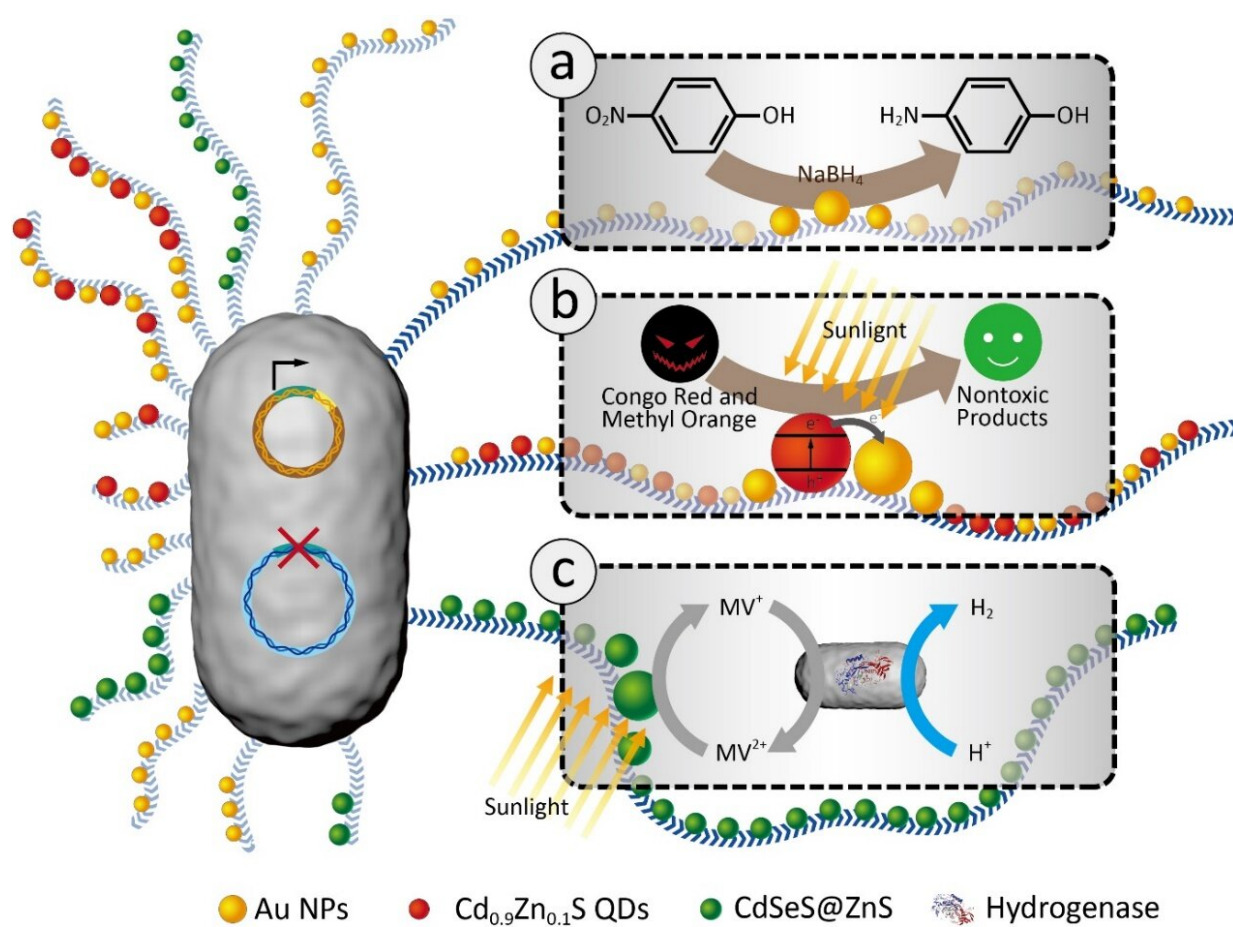 a
O₂N
OH
H₂N
OH
NaBH₄
b
Sunlignt
Congo Red and
Methyl Orange
Nontoxic
Products
e⁻
e⁻
h⁺
c
MV⁺
H₂
MV²⁺
H⁺
Sunlight
Au NPs
Cd₀.₉Zn₀.₁S QDs
CdSeS@ZnS
Hydrogenase